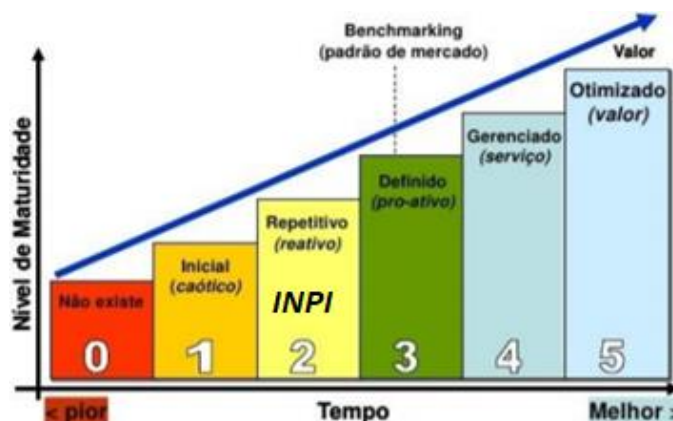 Benchmarking
(padrão de mercado)
Valor
Otimizado
(valor)
Gerenciado
(serviço)
Definido
(pro-ativo)
Repetitivo
(reativo)
Inicial
(caótico)
Não existe
INPI
0
1
2
3
4
5
Nível de Maturidade
< pior
Tempo
Melhor >